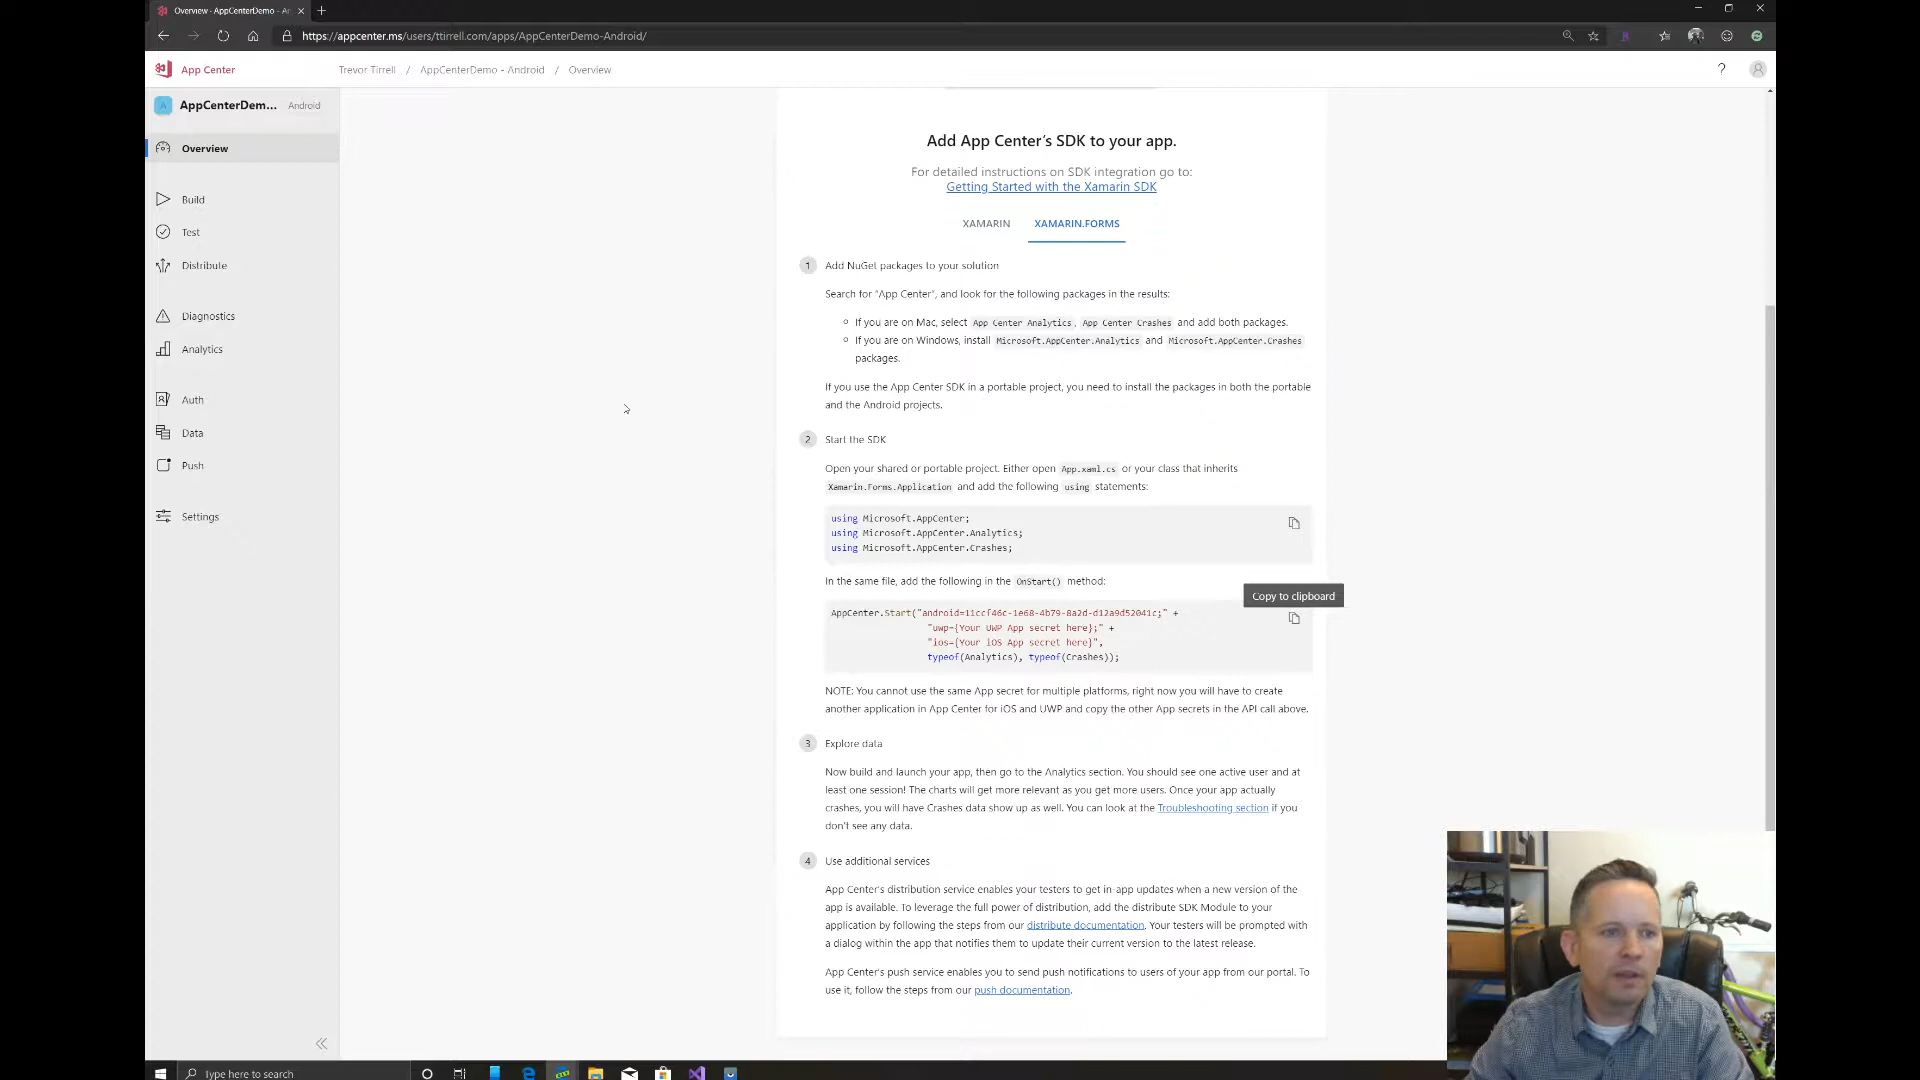 Overview - AppCenterDemo - An
https://appcenter.ms/users/ttirrell.com/apps/AppCenterDemo-Android/
App Center
Trevor Tirrell / AppCenterDemo - Android / Overview
?
A
AppCenterDem...
Android
Overview
Build
Test
Distribute
Diagnostics
Analytics
Auth
Data
Push
Settings
Add App Center's SDK to your app.
For detailed instructions on SDK integration go to:
Getting Started with the Xamarin SDK
XAMARIN
XAMARIN.FORMS
1 Add NuGet packages to your solution
Search for "App Center", and look for the following packages in the results:
If you are on Mac, select App Center Analytics, App Center Crashes and add both packages.
If you are on Windows, install Microsoft.AppCenter.Analytics and Microsoft.AppCenter.Crashes
packages.
If you use the App Center SDK in a portable project, you need to install the packages in both the portable
and the Android projects.
2 Start the SDK
Open your shared or portable project. Either open App.xaml.cs or your class that inherits
Xamarin.Forms.Application and add the following using statements:
using Microsoft.AppCenter;
using Microsoft.AppCenter.Analytics;
using Microsoft.AppCenter.Crashes;
In the same file, add the following in the OnStart() method:
Copy to clipboard
AppCenter.Start("android=11ccf46c-1e68-4b79-8a2d-d12a9d52041c;" +
"uwp={Your UWP App secret here};" +
"ios={Your iOS App secret here}",
typeof(Analytics), typeof(Crashes));
NOTE: You cannot use the same App secret for multiple platforms, right now you will have to create
another application in App Center for iOS and UWP and copy the other App secrets in the API call above.
3 Explore data
Now build and launch your app, then go to the Analytics section. You should see one active user and at
least one session! The charts will get more relevant as you get more users. Once your app actually
crashes, you will have Crashes data show up as well. You can look at the Troubleshooting section if you
don't see any data.
4 Use additional services
App Center's distribution service enables your testers to get in-app updates when a new version of the
app is available. To leverage the full power of distribution, add the distribute SDK Module to your
application by following the steps from our distribute documentation. Your testers will be prompted with
a dialog within the app that notifies them to update their current version to the latest release.
App Center's push service enables you to send push notifications to users of your app from our portal. To
use it, follow the steps from our push documentation.
Type here to search